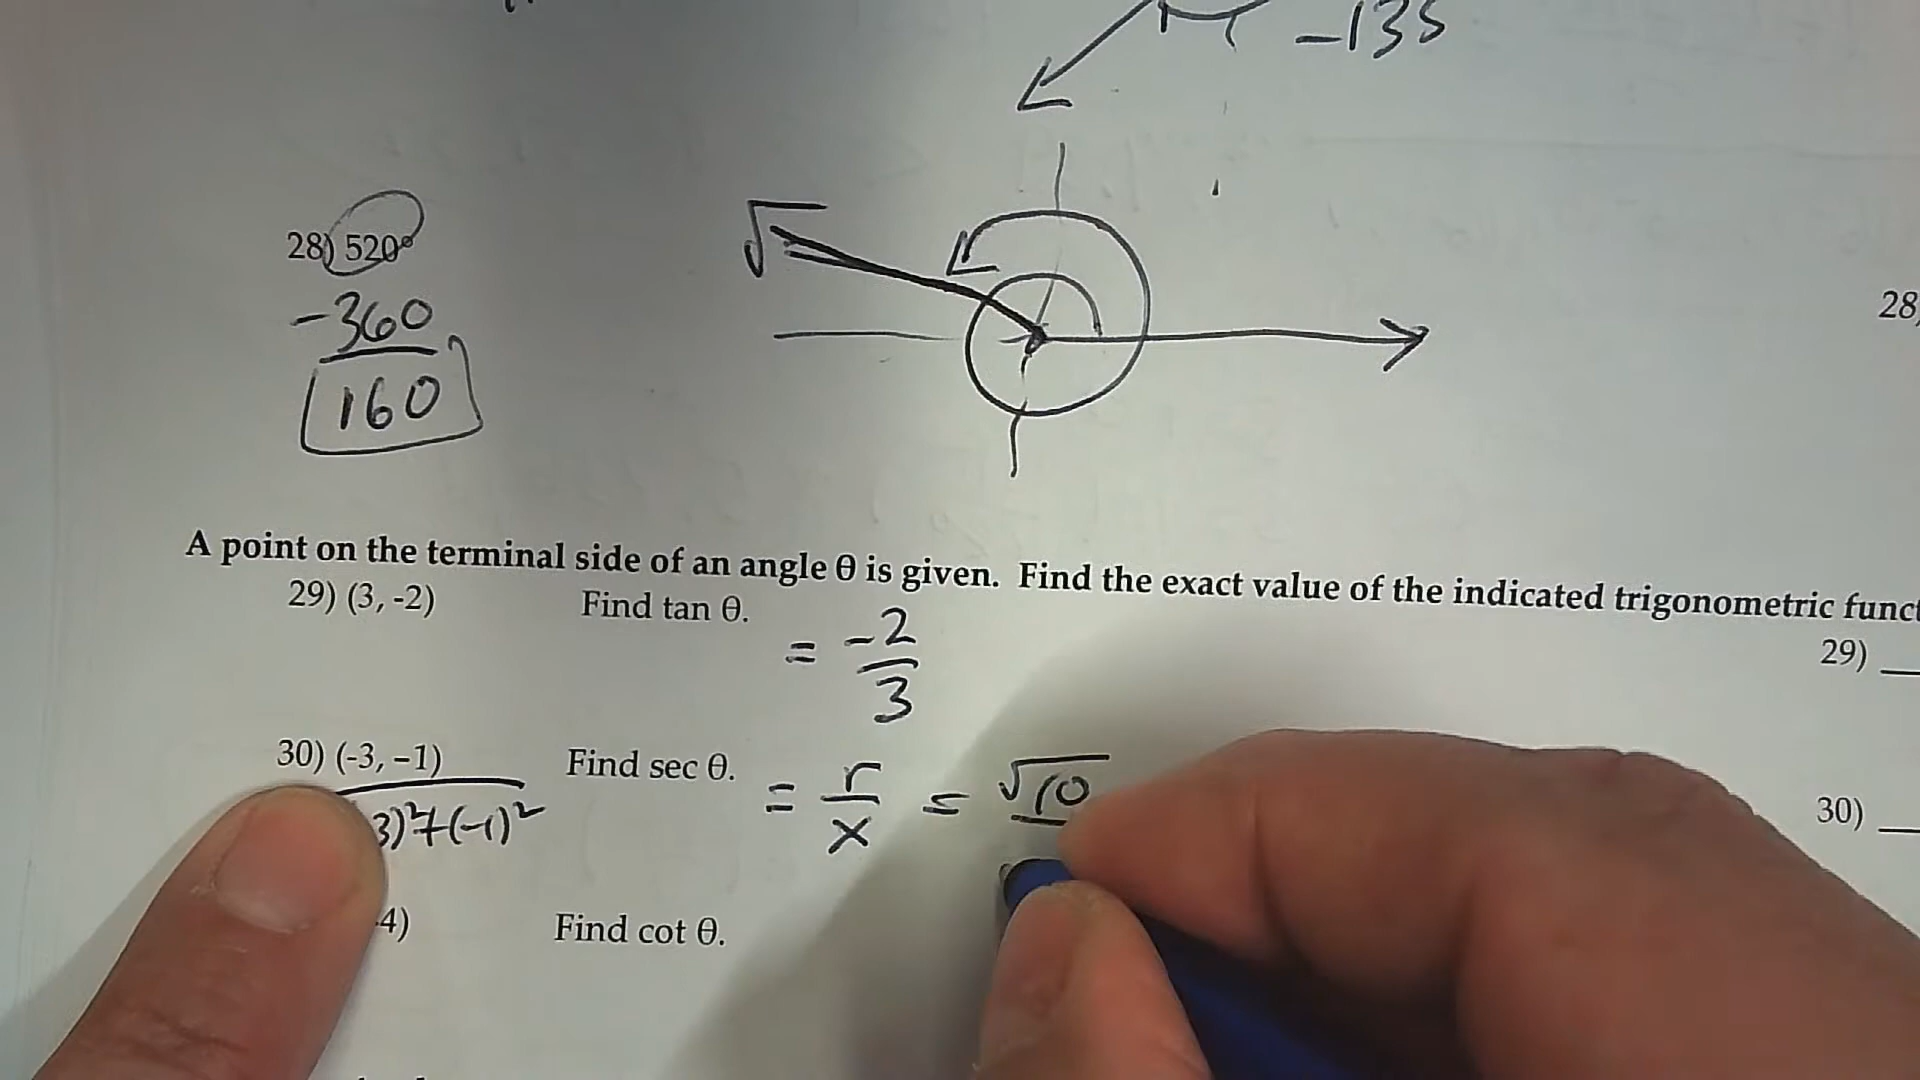 -135
28) 520°
-360
160
28)
A point on the terminal side of an angle θ is given. Find the exact value of the indicated trigonometric
29) (3, -2) Find tan θ. = -2/3
29)
30) (-3, -1) Find sec θ. = r/x = √10
3)²+(-1)²
30)
4) Find cot θ.